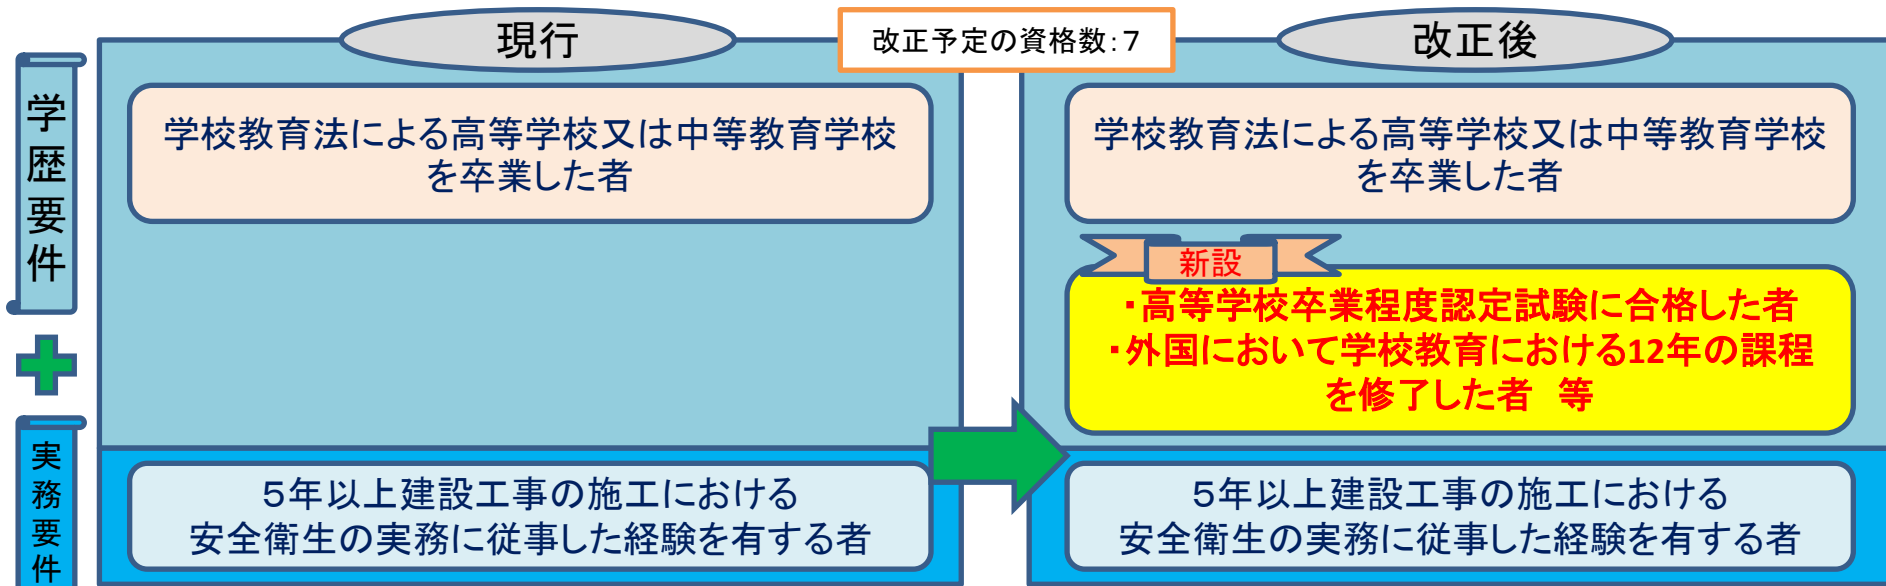 現行
改正予定の資格数:7
改正後
学歴要件
学校教育法による高等学校又は中等教育学校
を卒業した者
学校教育法による高等学校又は中等教育学校
を卒業した者
新設
・高等学校卒業程度認定試験に合格した者
・外国において学校教育における12年の課程
を修了した者 等
実務要件
5年以上建設工事の施工における
安全衛生の実務に従事した経験を有する者
5年以上建設工事の施工における
安全衛生の実務に従事した経験を有する者